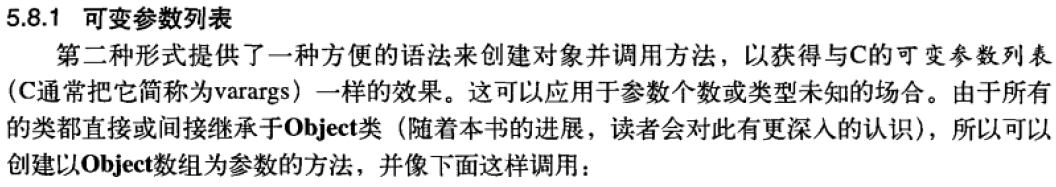 5.8.1 可变参数列表
第二种形式提供了一种方便的语法来创建对象并调用方法，以获得与C的可变参数列表
（C通常把它简称为varargs）一样的效果。这可以应用于参数个数或类型未知的场合。由于所有
的类都直接或间接继承于Object类（随着本书的进展，读者会对此有更深入的认识），所以可以
创建以Object数组为参数的方法，并像下面这样调用：